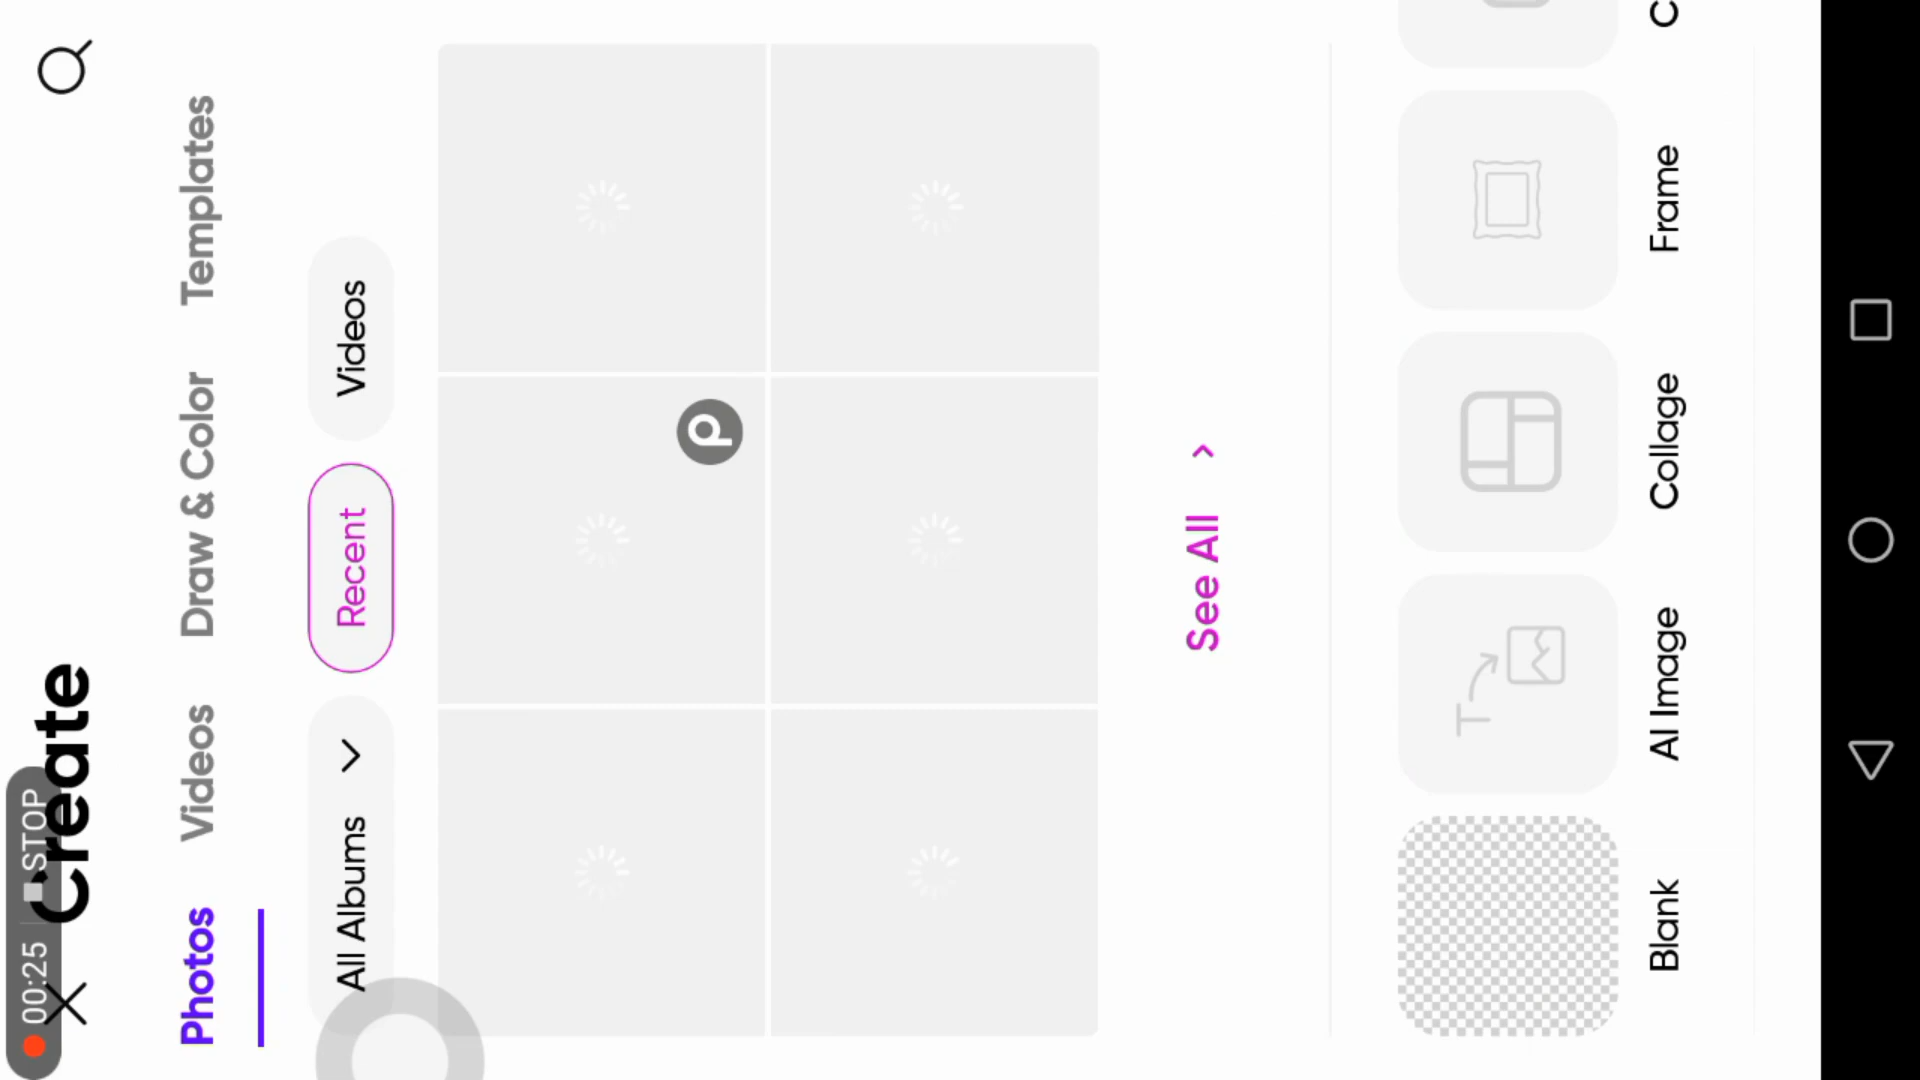 00:25 STOP
Create
Photos Videos Draw & Color Templates
All Albums Recent Videos
See All
Blank AI Image Collage Frame